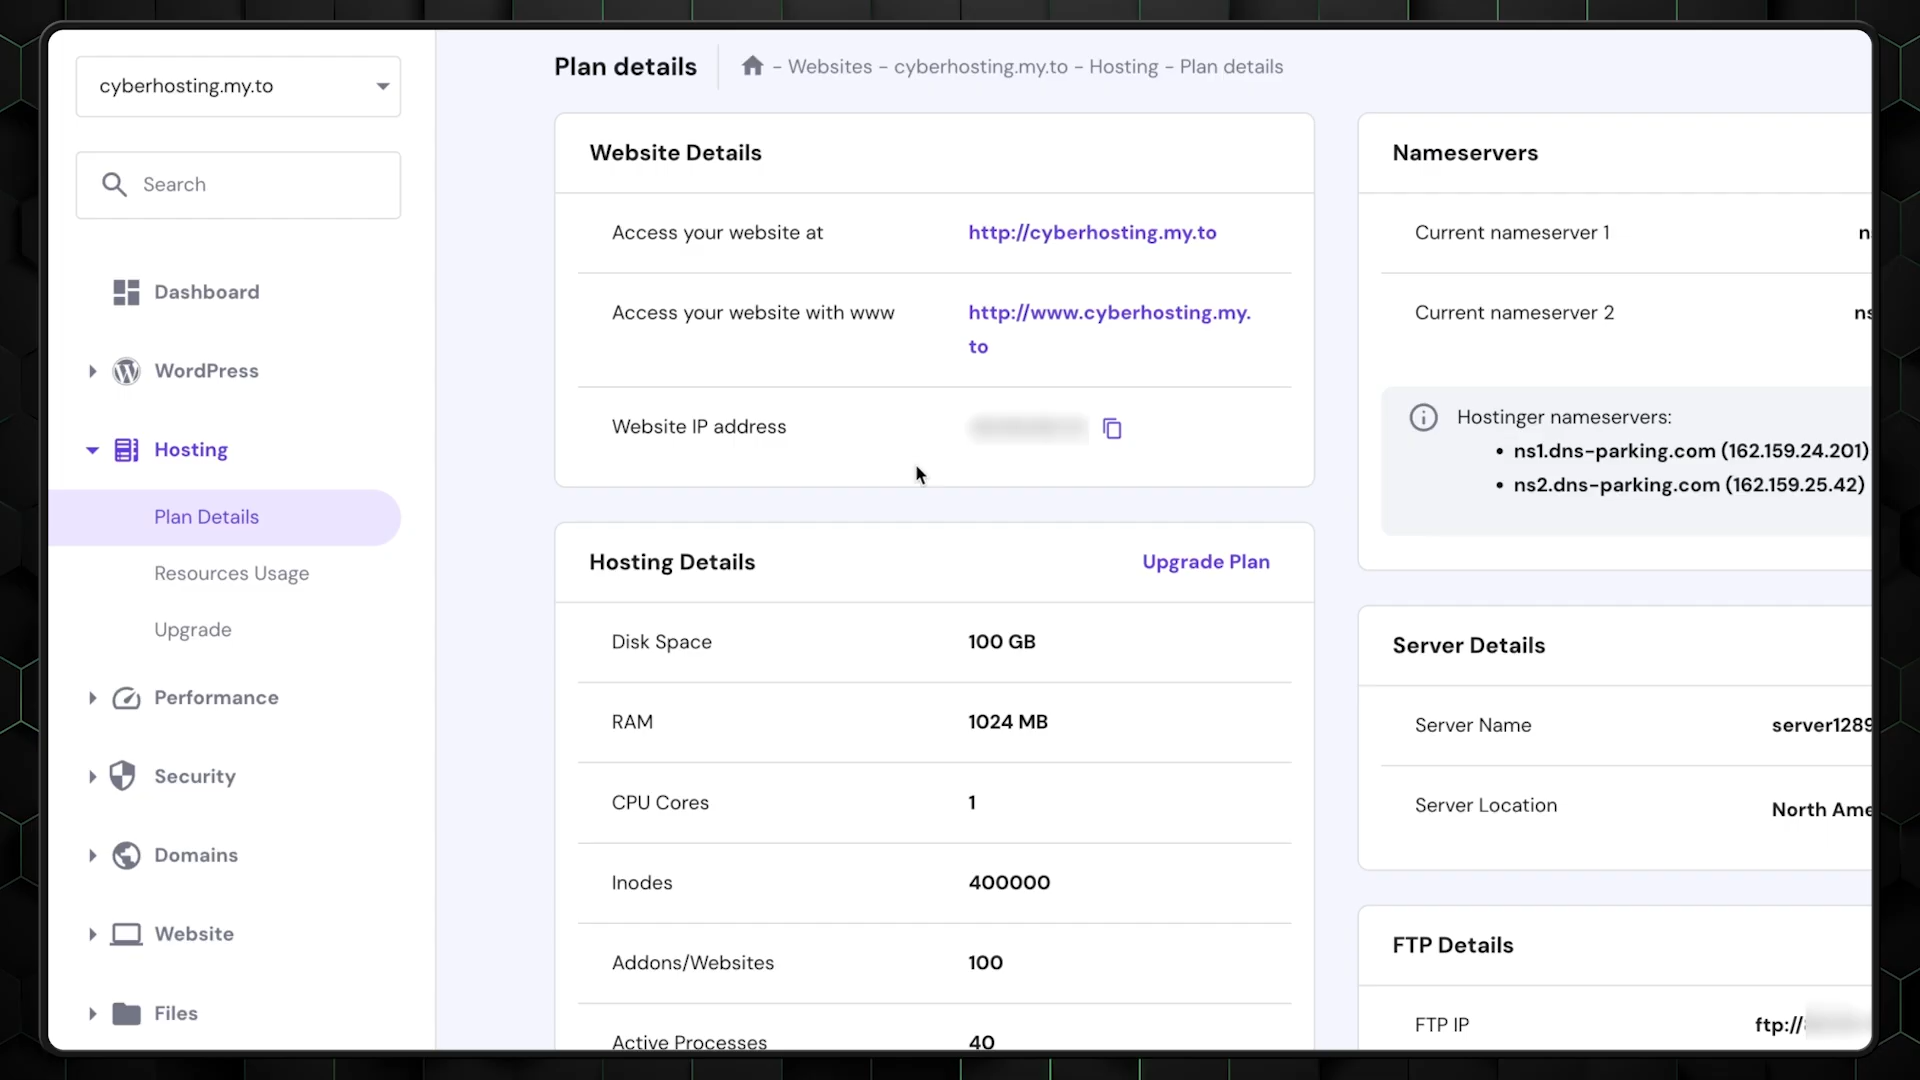 cyberhosting.my.to
Search
Dashboard
WordPress
Hosting
Plan Details
Resources Usage
Upgrade
Performance
Security
Domains
Website
Files
Plan details
- Websites - cyberhosting.my.to - Hosting - Plan details
Website Details
Access your website at http://cyberhosting.my.to
Access your website with www http://www.cyberhosting.my.
to
Website IP address
Hosting Details Upgrade Plan
Disk Space 100 GB
RAM 1024 MB
CPU Cores 1
Inodes 400000
Addons/Websites 100
Active Processes 40
Nameservers
Current nameserver 1
Current nameserver 2
Hostinger nameservers:
• ns1.dns-parking.com (162.159.24.201)
• ns2.dns-parking.com (162.159.25.42)
Server Details
Server Name server1289
Server Location North Ame
FTP Details
FTP IP ftp://